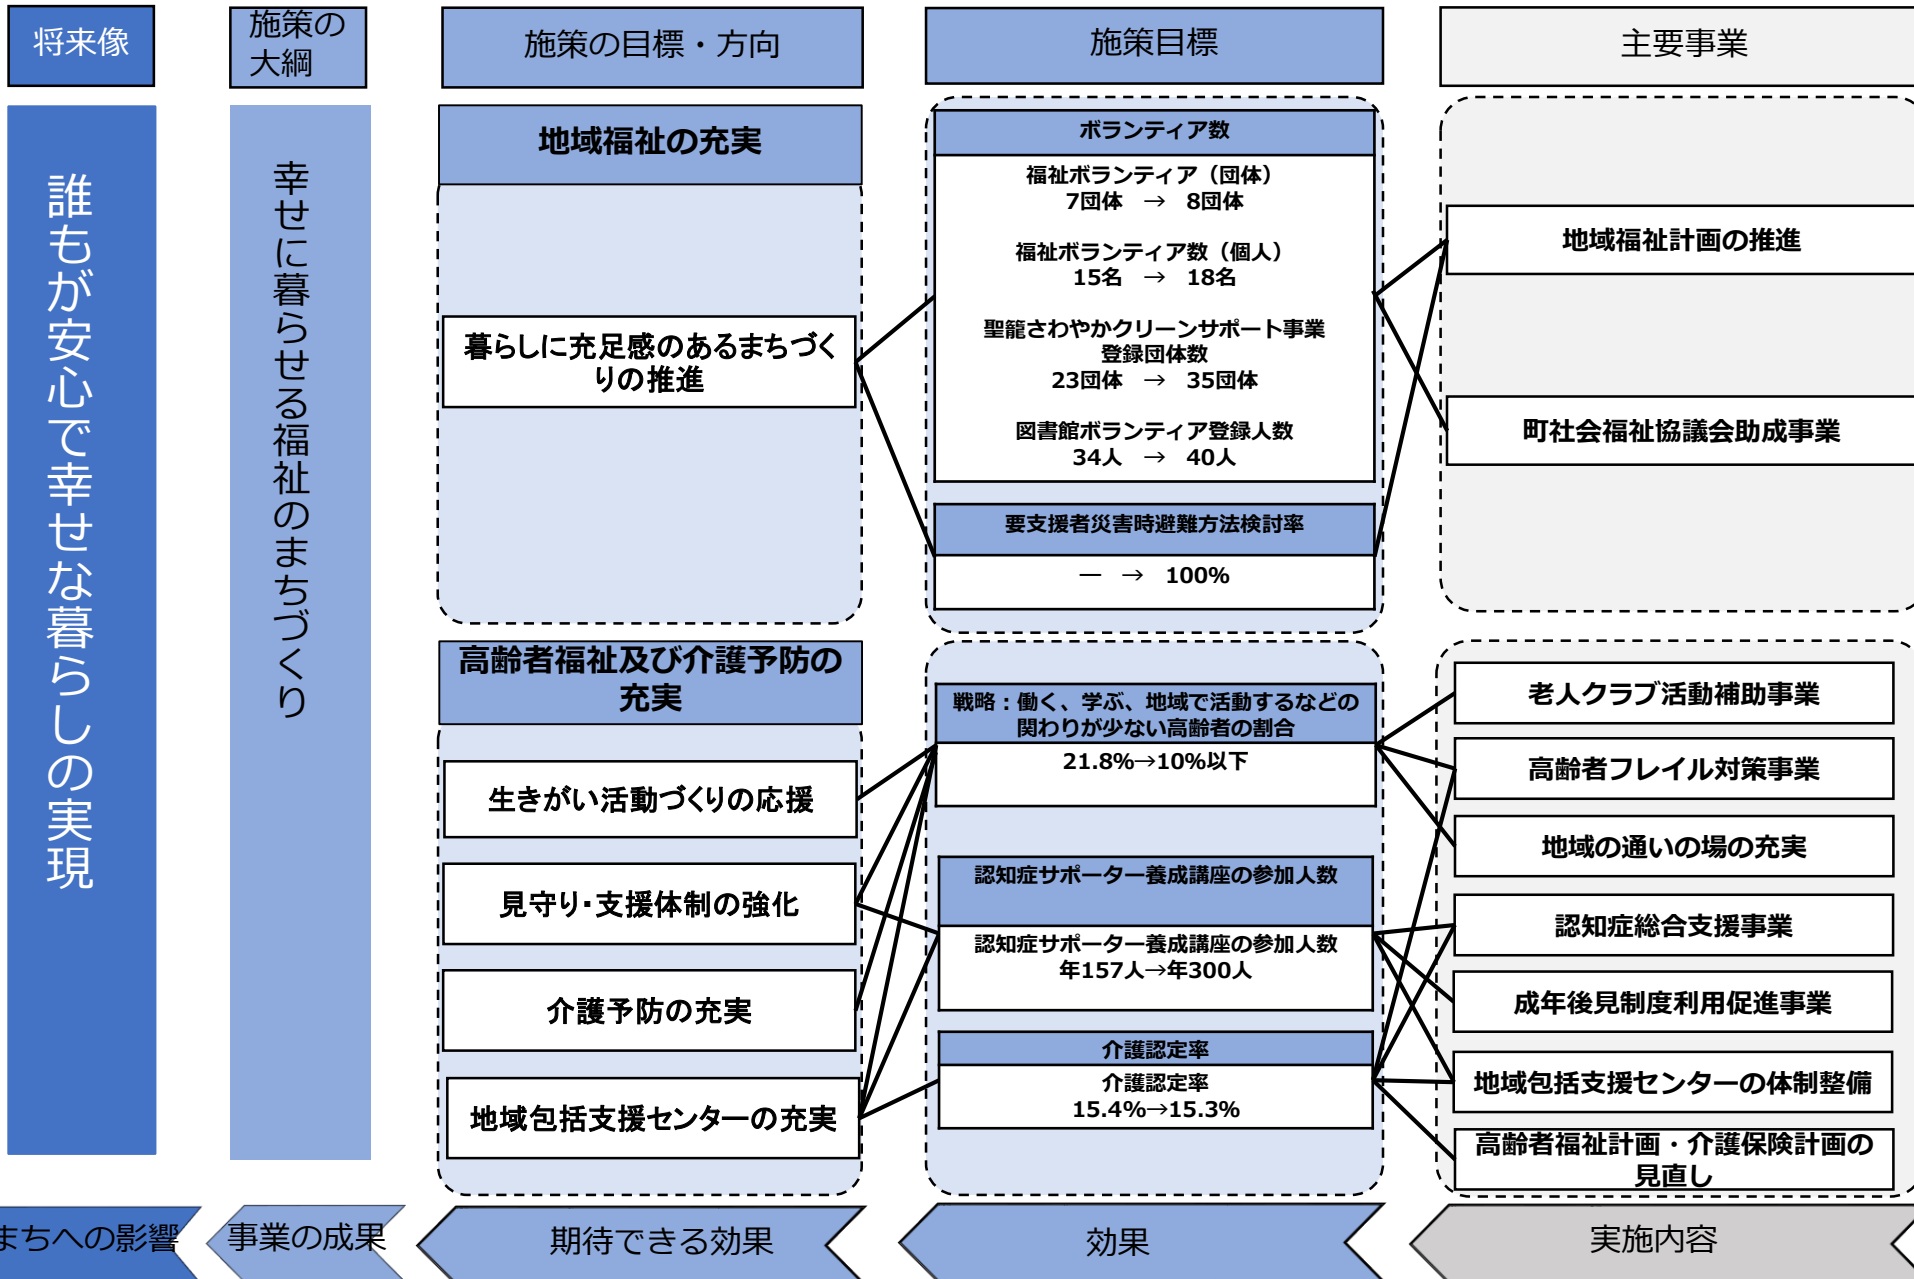 将来像
施策の
大綱
施策の目標・方向
施策目標
主要事業
誰もが安心で幸せな暮らしの実現
幸せに暮らせる福祉のまちづくり
地域福祉の充実
暮らしに充足感のあるまちづく
りの推進
ボランティア数
福祉ボランティア（団体）
7団体　→　8団体
福祉ボランティア数（個人）
15名　→　18名
聖籠さわやかクリーンサポート事業
登録団体数
23団体　→　35団体
図書館ボランティア登録人数
34人　→　40人
要支援者災害時避難方法検討率
―　→　100%
地域福祉計画の推進
町社会福祉協議会助成事業
高齢者福祉及び介護予防の
充実
生きがい活動づくりの応援
見守り・支援体制の強化
介護予防の充実
地域包括支援センターの充実
戦略：働く、学ぶ、地域で活動するなどの
関わりが少ない高齢者の割合
21.8%→10%以下
認知症サポーター養成講座の参加人数
認知症サポーター養成講座の参加人数
年157人→年300人
介護認定率
介護認定率
15.4%→15.3%
老人クラブ活動補助事業
高齢者フレイル対策事業
地域の通いの場の充実
認知症総合支援事業
成年後見制度利用促進事業
地域包括支援センターの体制整備
高齢者福祉計画・介護保険計画の
見直し
まちへの影響
事業の成果
期待できる効果
効果
実施内容